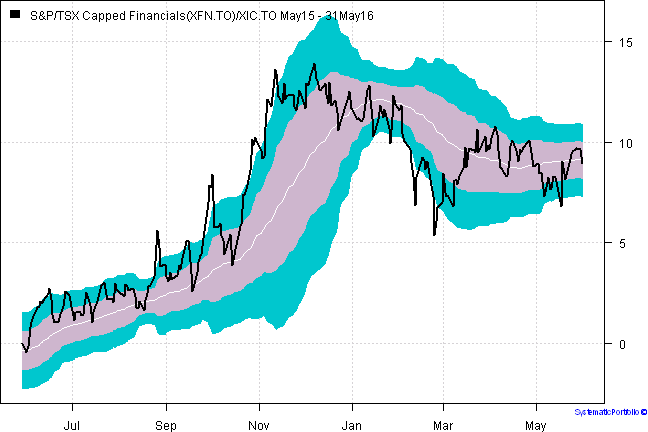 S&P/TSX Capped Financials(XFN.TO)/XIC.TO May15 - 31May16
15
10
5
0
Jul Sep Nov Jan Mar May
SystematicPortfolio ©